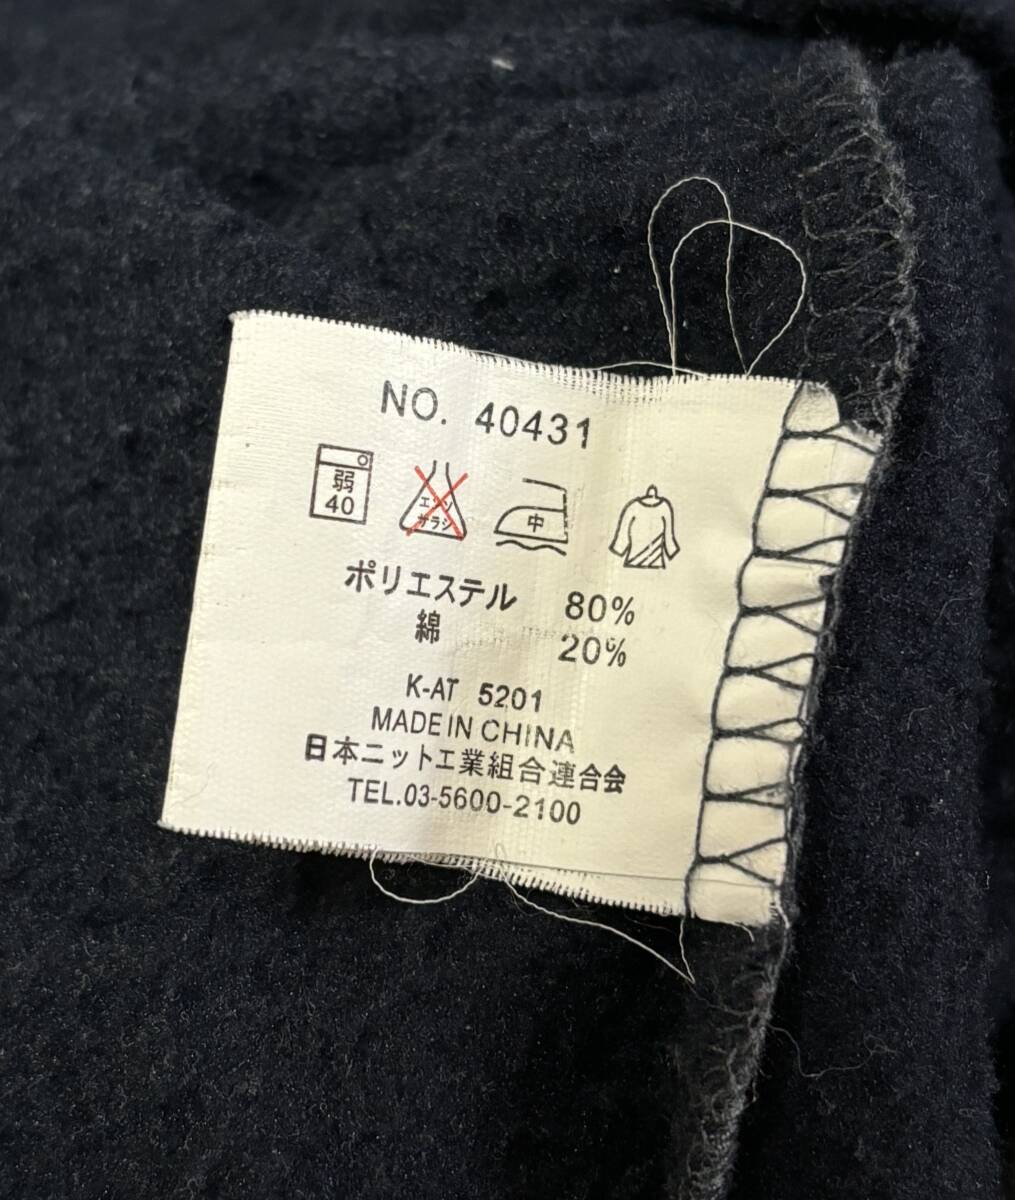 NO. 40431
弱
40
エンソ
サラシ
中
ポリエステル 80%
綿 20%
K-AT 5201
MADE IN CHINA
日本ニット工業組合連合会
TEL.03-5600-2100